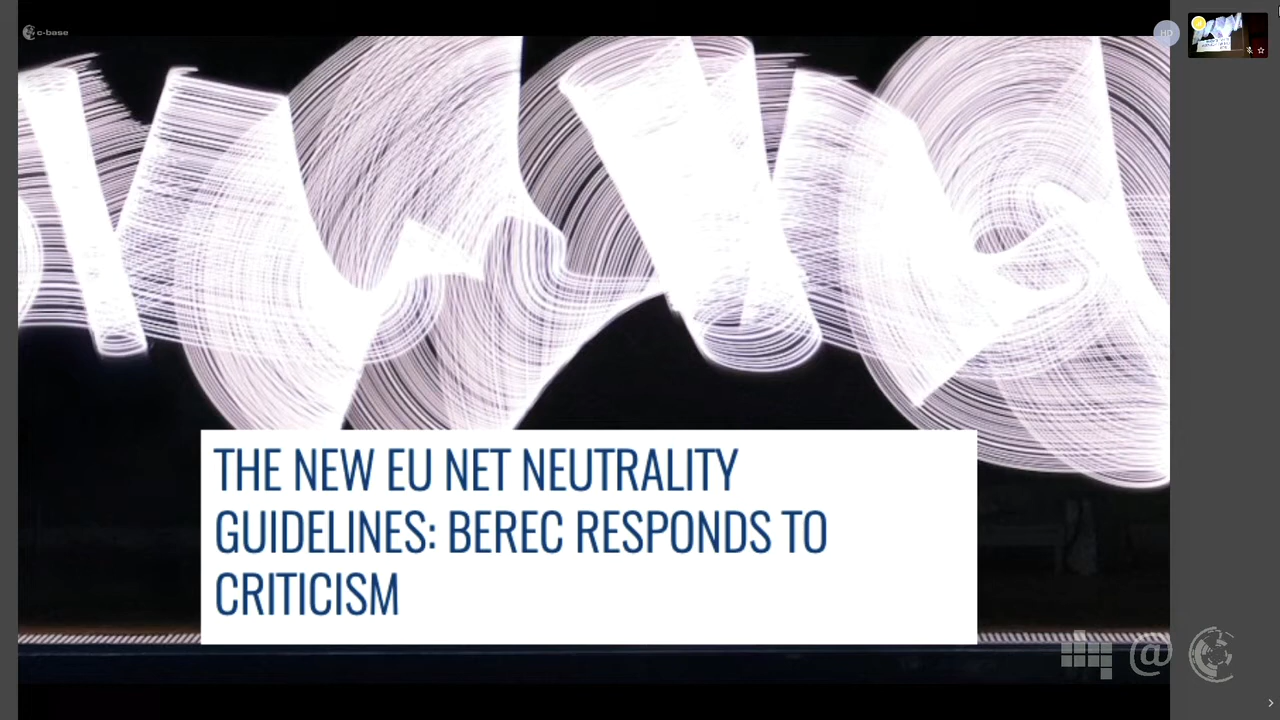 c-base
HD
THE NEW EU NET NEUTRALITY
GUIDELINES: BEREC RESPONDS TO
CRITICISM
@